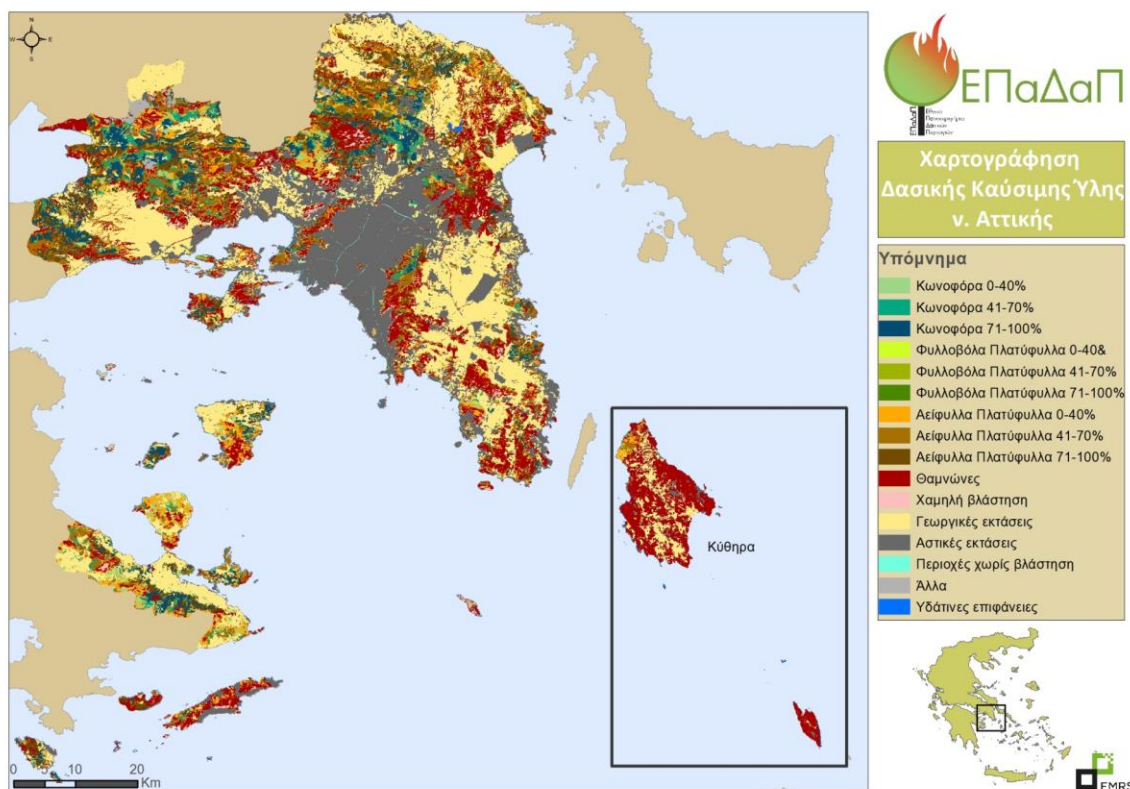 N
W
E
S
ΕΠαΔαΠ
ΕΠαΔαΠ
Χαρτογράφηση
Δασικής Καύσιμης Ύλης
ν. Αττικής
Υπόμνημα
Κωνοφόρα 0-40%
Κωνοφόρα 41-70%
Κωνοφόρα 71-100%
Φυλλοβόλα Πλατύφυλλα 0-40&
Φυλλοβόλα Πλατύφυλλα 41-70%
Φυλλοβόλα Πλατύφυλλα 71-100%
Αείφυλλα Πλατύφυλλα 0-40%
Αείφυλλα Πλατύφυλλα 41-70%
Αείφυλλα Πλατύφυλλα 71-100%
Θαμνώνες
Χαμηλή βλάστηση
Γεωργικές εκτάσεις
Αστικές εκτάσεις
Περιοχές χωρίς βλάστηση
Άλλα
Υδάτινες επιφάνειες
Κύθηρα
0 5 10 20
Km